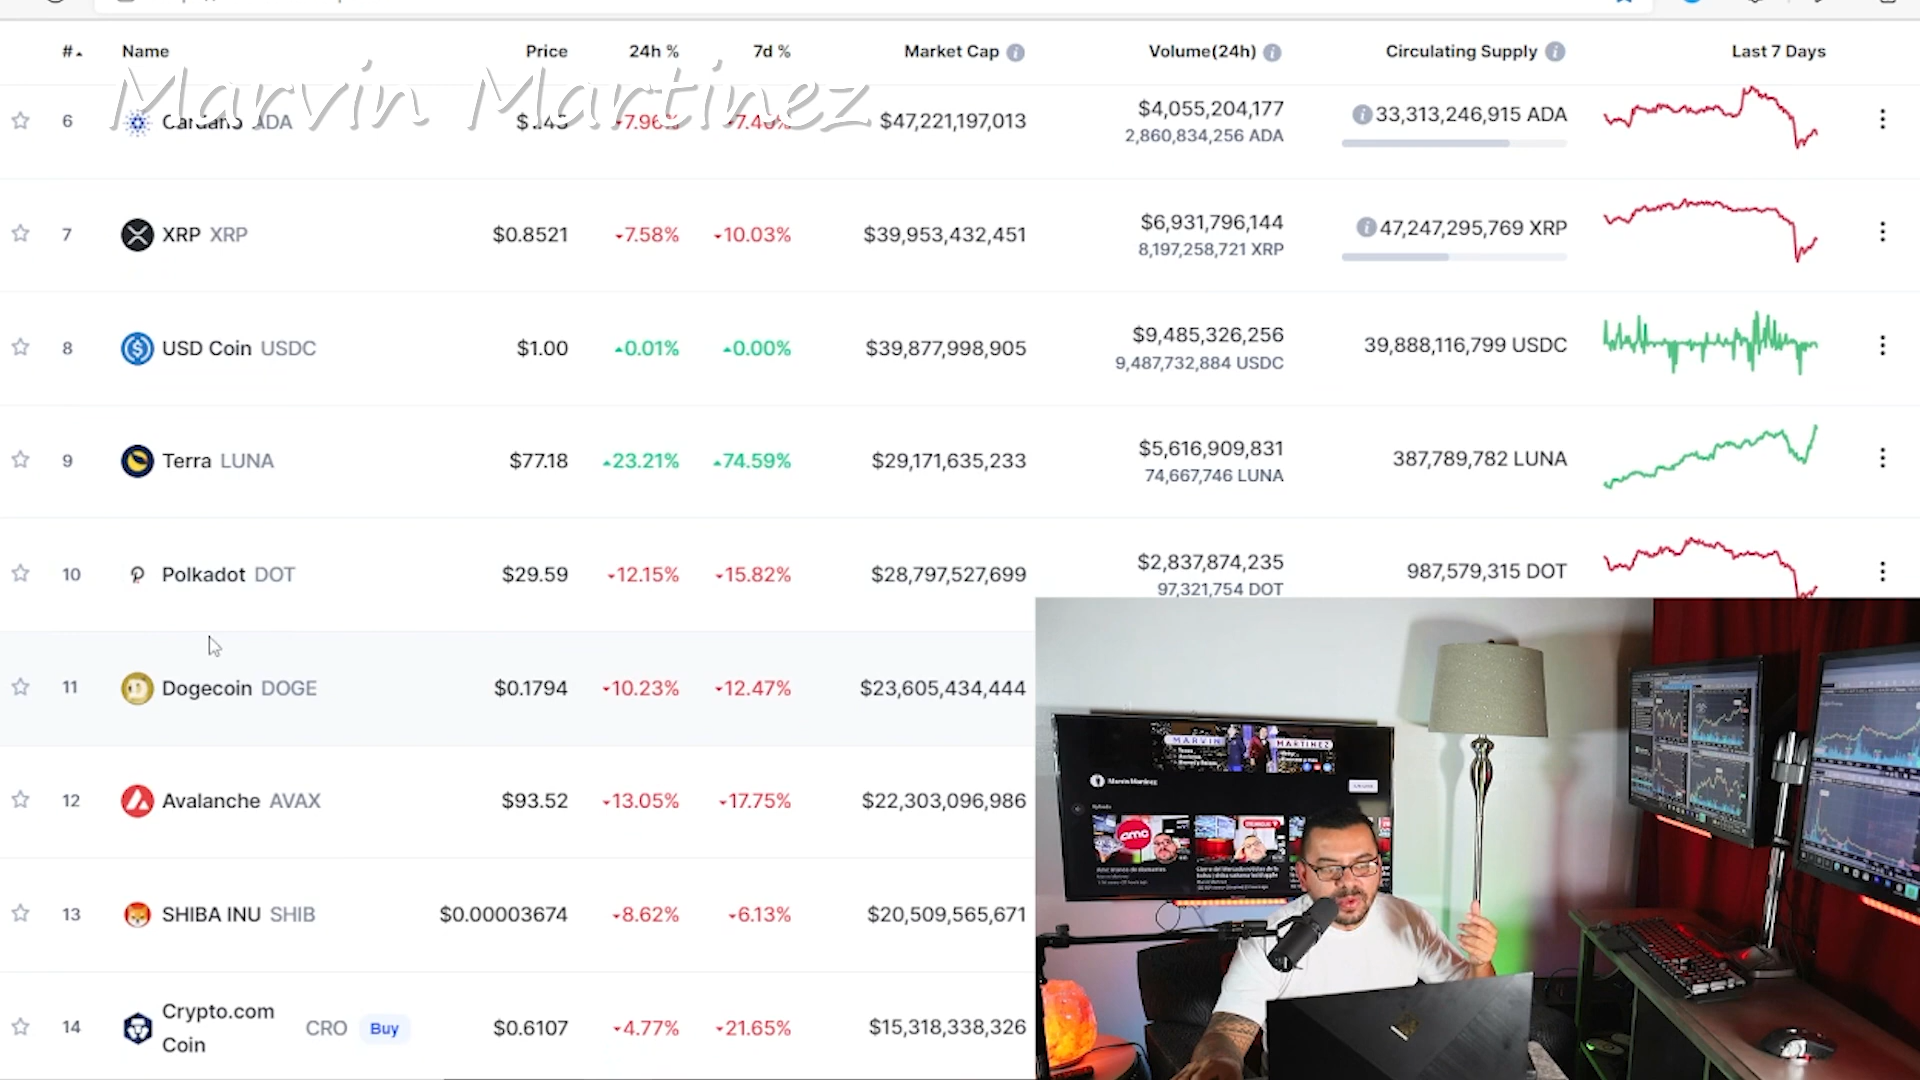 # Name Price 24h % 7d % Market Cap Volume(24h) Circulating Supply Last 7 Days
Marvin Martinez
6 Cardano ADA -7.96% $47,221,197,013 $4,055,204,177 33,313,246,915 ADA
2,860,834,256 ADA
7 XRP XRP $0.8521 7.58% 10.03% $39,953,432,451 $6,931,796,144 47,247,295,769 XRP
8,197,258,721 XRP
8 USD Coin USDC $1.00 0.01% 0.00% $39,877,998,905 $9,485,326,256 39,888,116,799 USDC
9,487,732,884 USDC
9 Terra LUNA $77.18 23.21% 74.59% $29,171,635,233 $5,616,909,831 387,789,782 LUNA
74,667,746 LUNA
10 Polkadot DOT $29.59 12.15% 15.82% $28,797,527,699 $2,837,874,235 987,579,315 DOT
97,321,754 DOT
11 Dogecoin DOGE $0.1794 10.23% 12.47% $23,605,434,444
12 Avalanche AVAX $93.52 13.05% 17.75% $22,303,096,986
13 SHIBA INU SHIB $0.00003674 8.62% 6.13% $20,509,565,671
14 Crypto.com Coin CRO Buy $0.6107 4.77% 21.65% $15,318,338,326
MARVIN MARTINEZ
Marvin Martinez
amc